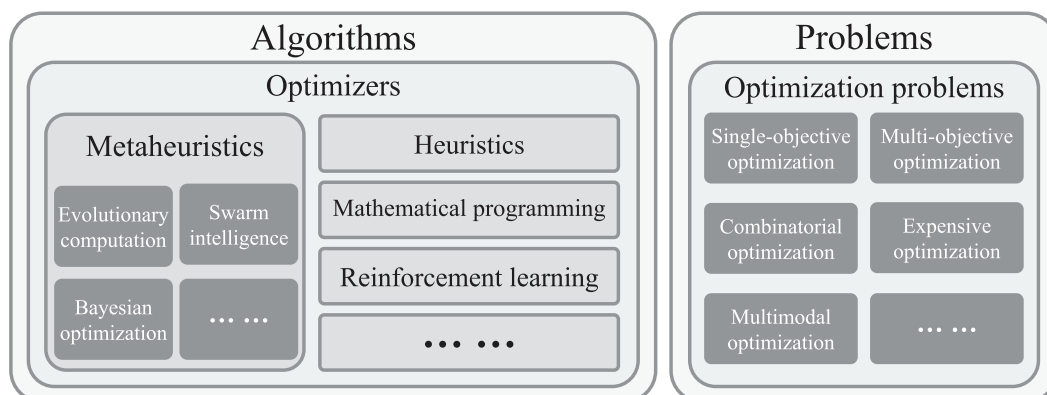 Algorithms
Optimizers
Metaheuristics
Evolutionary
computation
Swarm
intelligence
Bayesian
optimization
... ...
Heuristics
Mathematical programming
Reinforcement learning
... ...
Problems
Optimization problems
Single-objective
optimization
Multi-objective
optimization
Combinatorial
optimization
Expensive
optimization
Multimodal
optimization
... ...